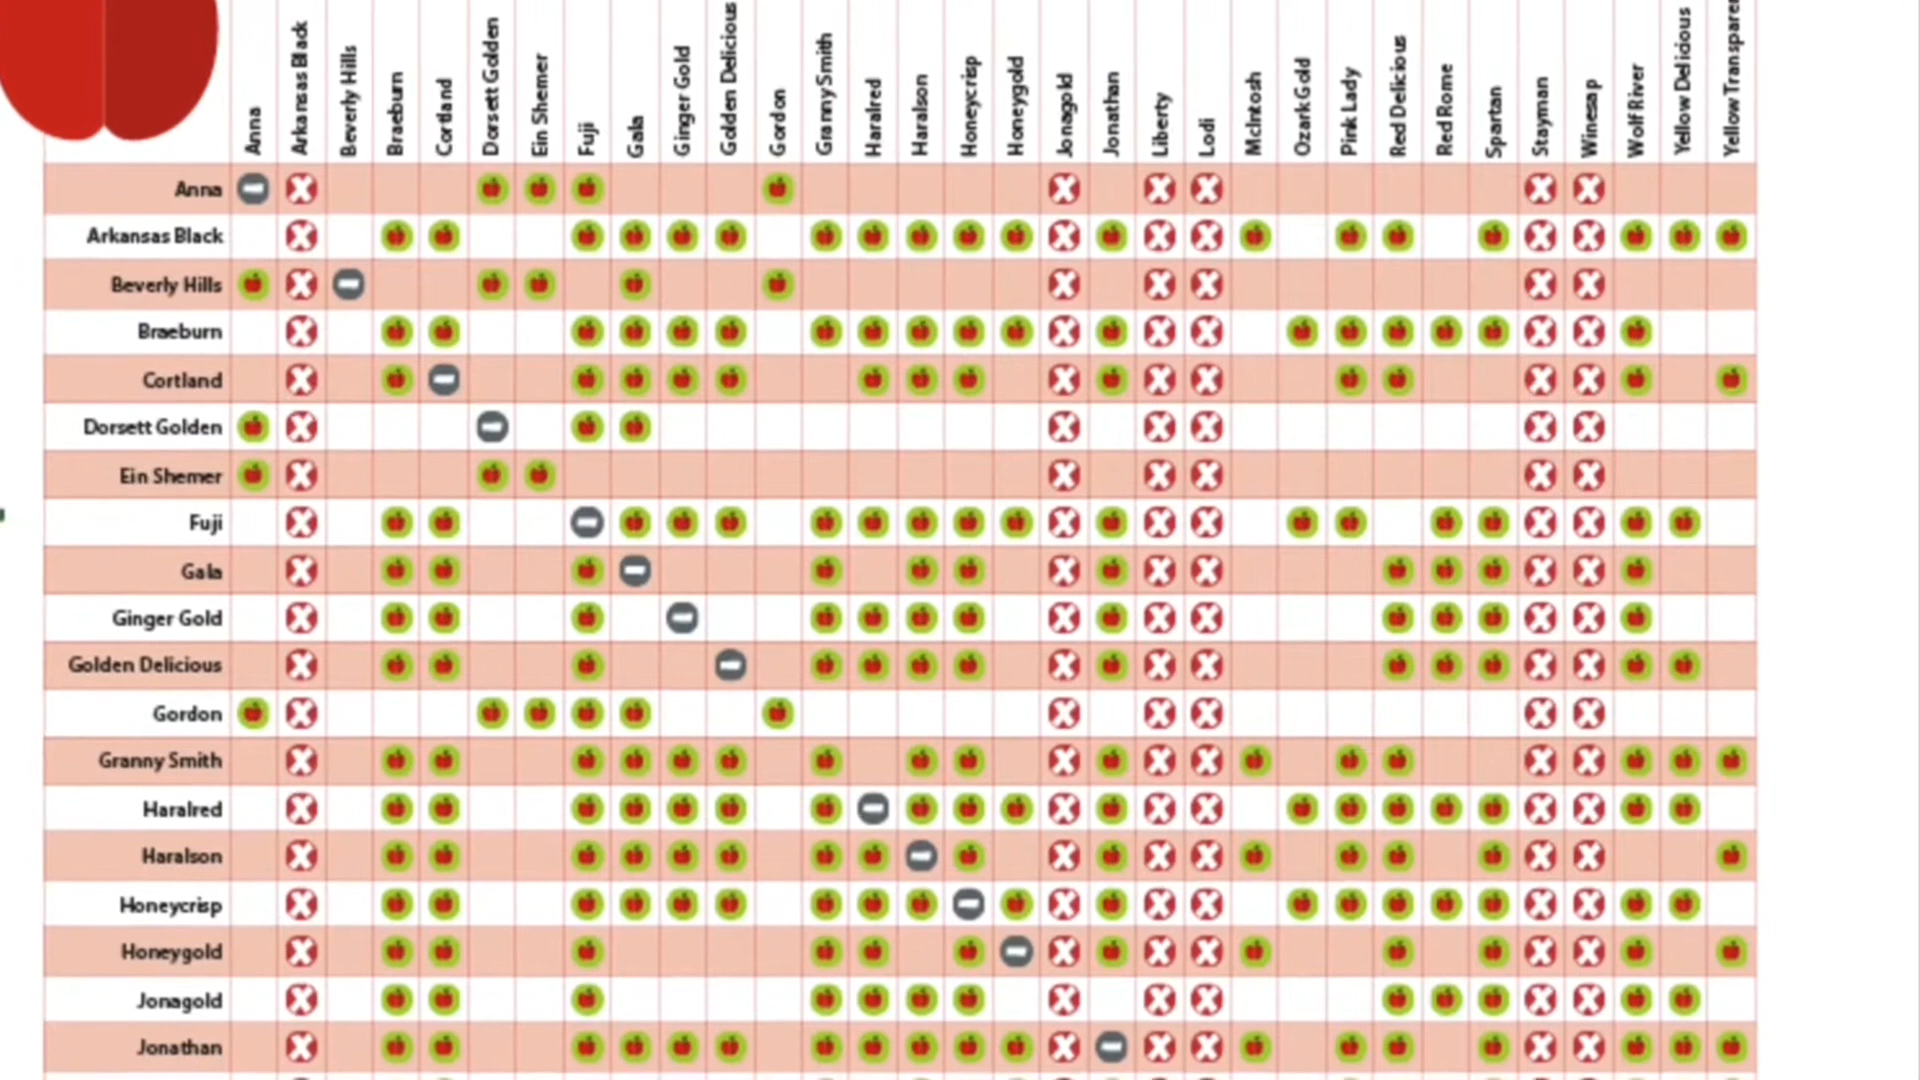 Anna
Arkansas Black
Beverly Hills
Braeburn
Cortland
Dorsett Golden
Ein Shemer
Fuji
Gala
Ginger Gold
Golden Delicious
Gordon
Granny Smith
Haralred
Haralson
Honeycrisp
Honeygold
Jonagold
Jonathan
Liberty
Lodi
McIntosh
Ozark Gold
Pink Lady
Red Delicious
Red Rome
Spartan
Stayman
Winesap
Wolf River
Yellow Delicious
Yellow Transparen
Anna
Arkansas Black
Beverly Hills
Braeburn
Cortland
Dorsett Golden
Ein Shemer
Fuji
Gala
Ginger Gold
Golden Delicious
Gordon
Granny Smith
Haralred
Haralson
Honeycrisp
Honeygold
Jonagold
Jonathan